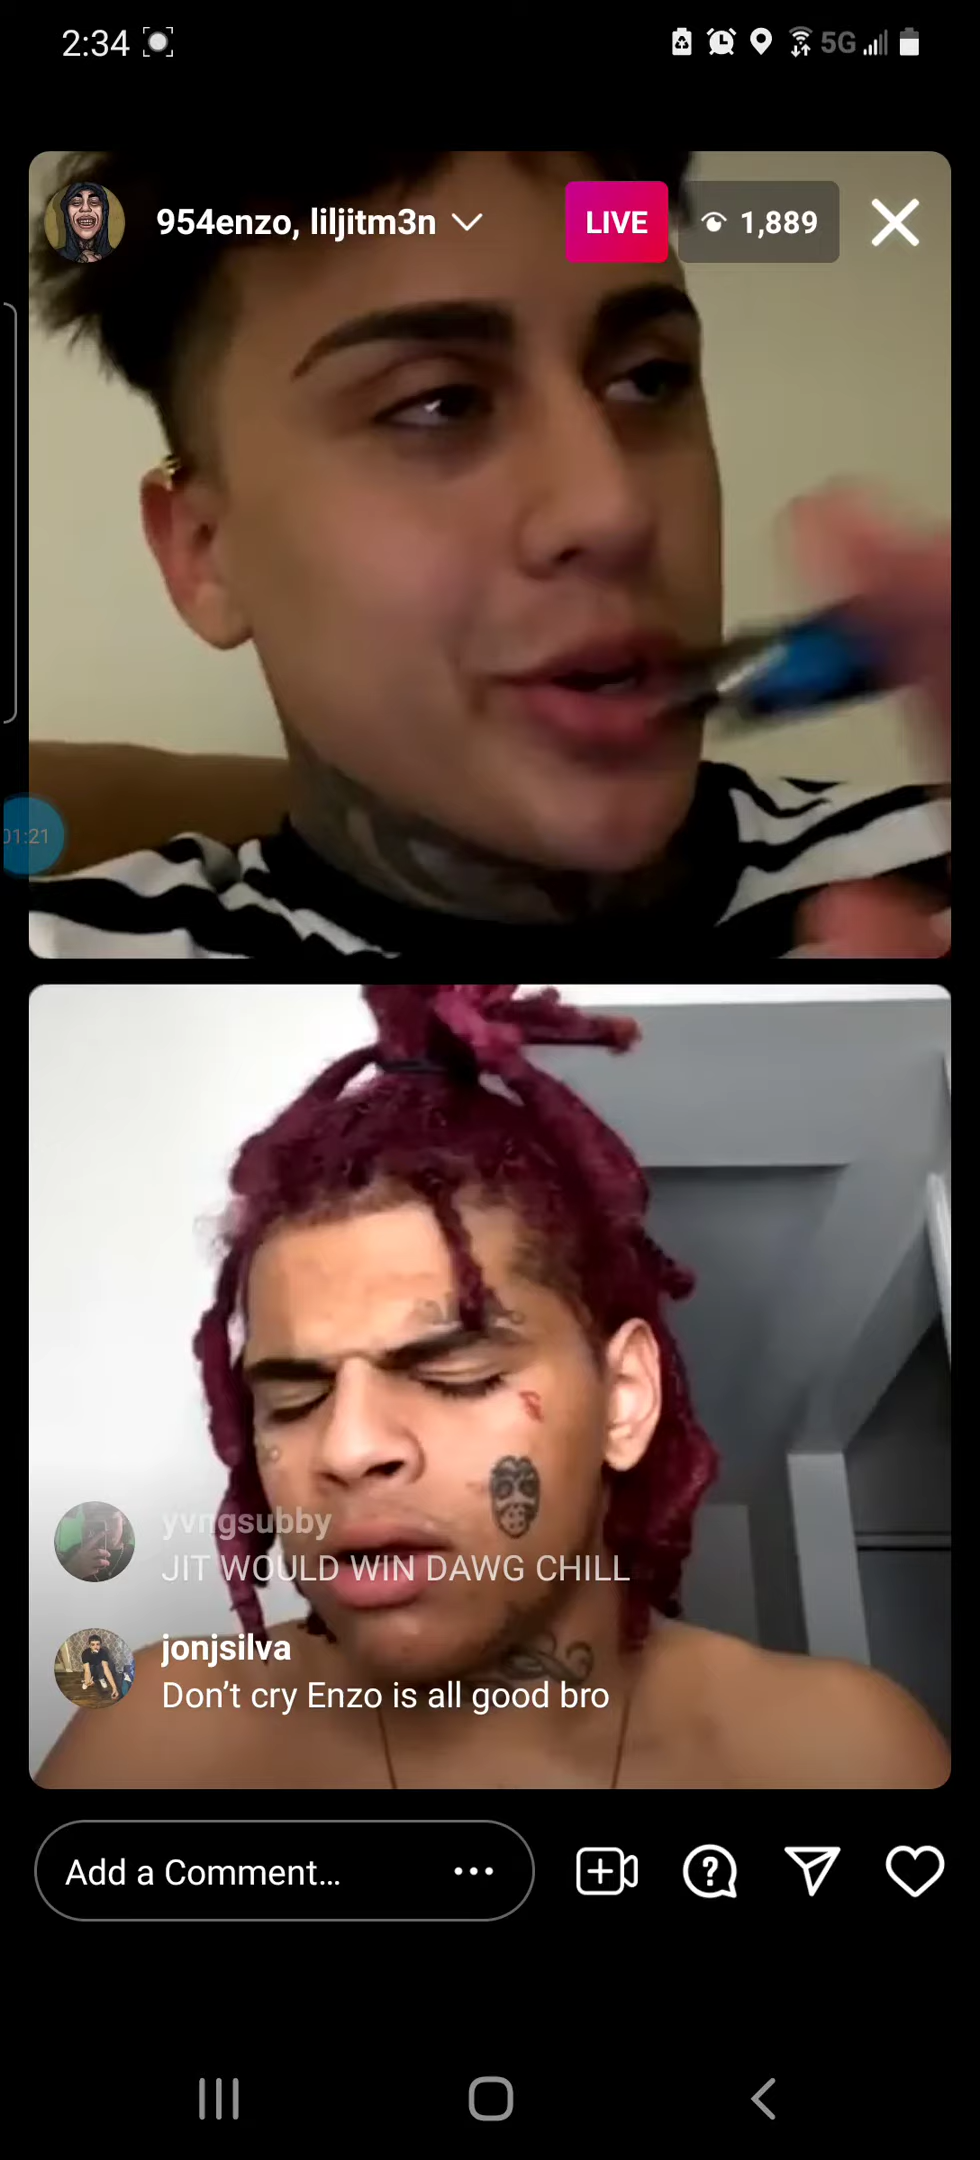 2:34
5G
954enzo, liljitm3n
LIVE
1,889
01:21
yvngsubby
JIT WOULD WIN DAWG CHILL
jonjsilva
Don't cry Enzo is all good bro
Add a Comment...